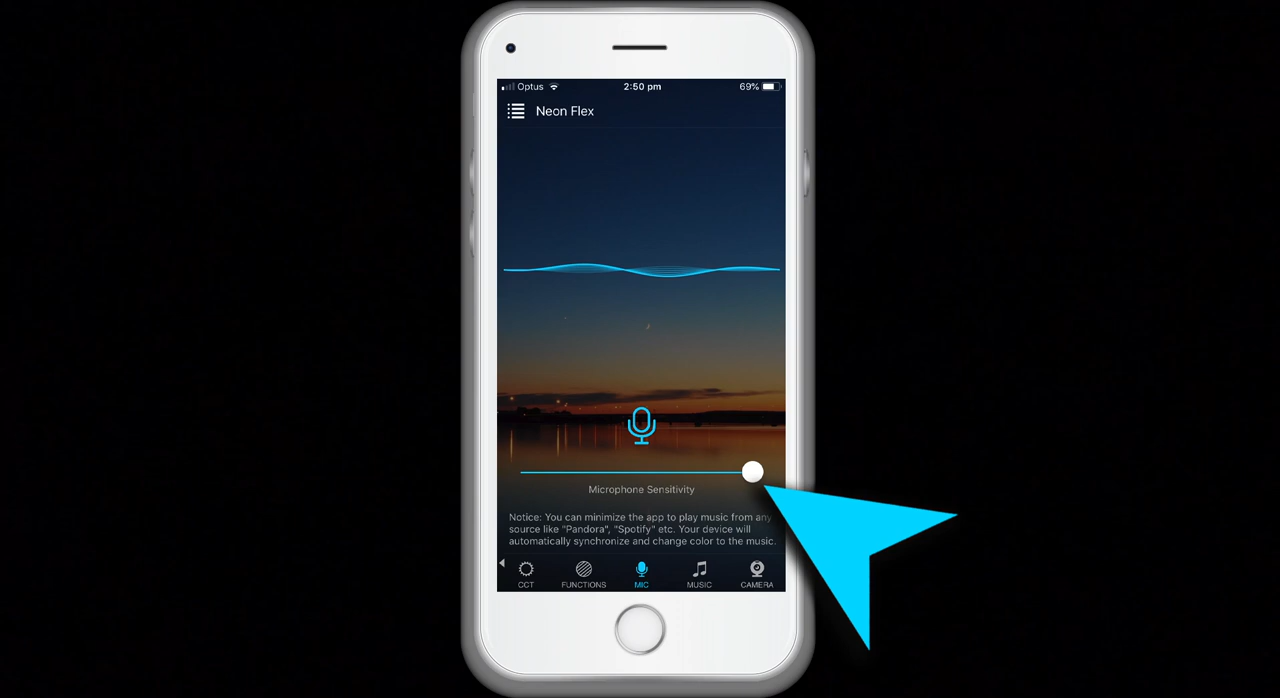 Optus 2:50 pm 69%
Neon Flex
Microphone Sensitivity
Notice: You can minimize the app to play music from any
source like "Pandora", "Spotify" etc. Your device will
automatically synchronize and change color to the music.
CCT FUNCTIONS MIC MUSIC CAMERA